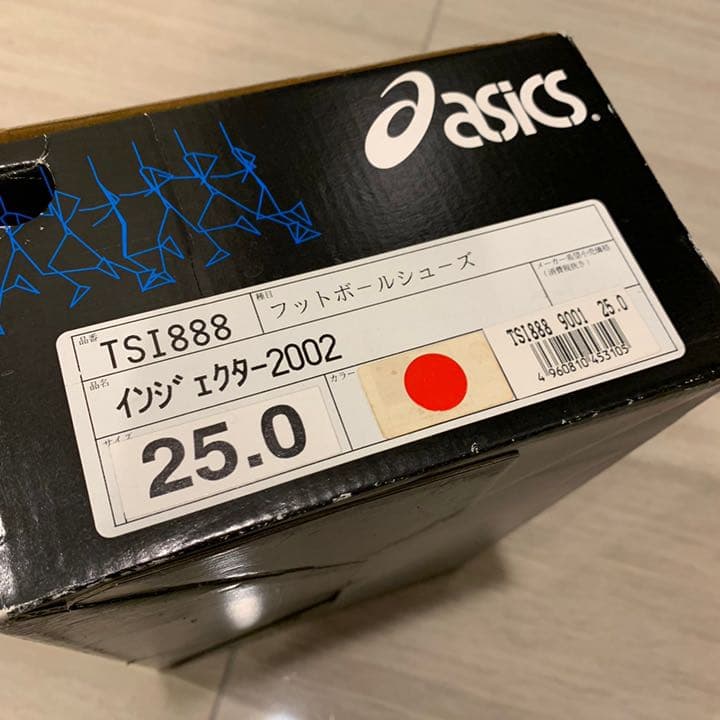 asics.
品番 TSI888
種目 フットボールシューズ
メーカー希望小売価格
(消費税抜き)
品名 インジェクター2002
サイズ 25.0
カラー
TSI888 9001 25.0
4 960810 453105